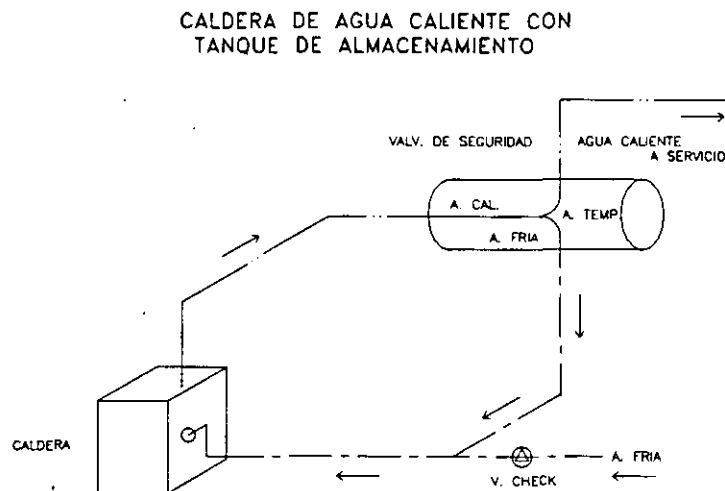 CALDERA DE AGUA CALIENTE CON
TANQUE DE ALMACENAMIENTO
VALV. DE SEGURIDAD
AGUA CALIENTE
A SERVICIO
A. CAL.
A. TEMP
A. FRIA
CALDERA
A. FRIA
V. CHECK